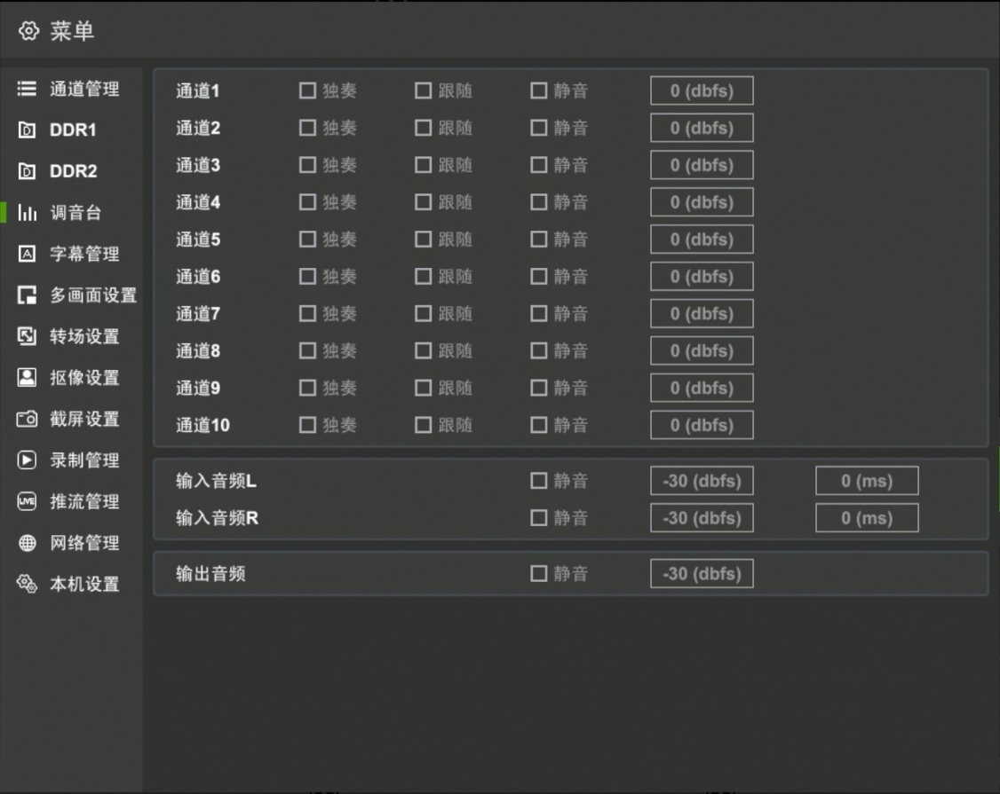 菜单
通道管理
DDR1
DDR2
调音台
字幕管理
多画面设置
转场设置
抠像设置
截屏设置
录制管理
推流管理
网络管理
本机设置
通道1 独奏 跟随 静音 0 (dbfs)
通道2 独奏 跟随 静音 0 (dbfs)
通道3 独奏 跟随 静音 0 (dbfs)
通道4 独奏 跟随 静音 0 (dbfs)
通道5 独奏 跟随 静音 0 (dbfs)
通道6 独奏 跟随 静音 0 (dbfs)
通道7 独奏 跟随 静音 0 (dbfs)
通道8 独奏 跟随 静音 0 (dbfs)
通道9 独奏 跟随 静音 0 (dbfs)
通道10 独奏 跟随 静音 0 (dbfs)
输入音频L 静音 -30 (dbfs) 0 (ms)
输入音频R 静音 -30 (dbfs) 0 (ms)
输出音频 静音 -30 (dbfs)